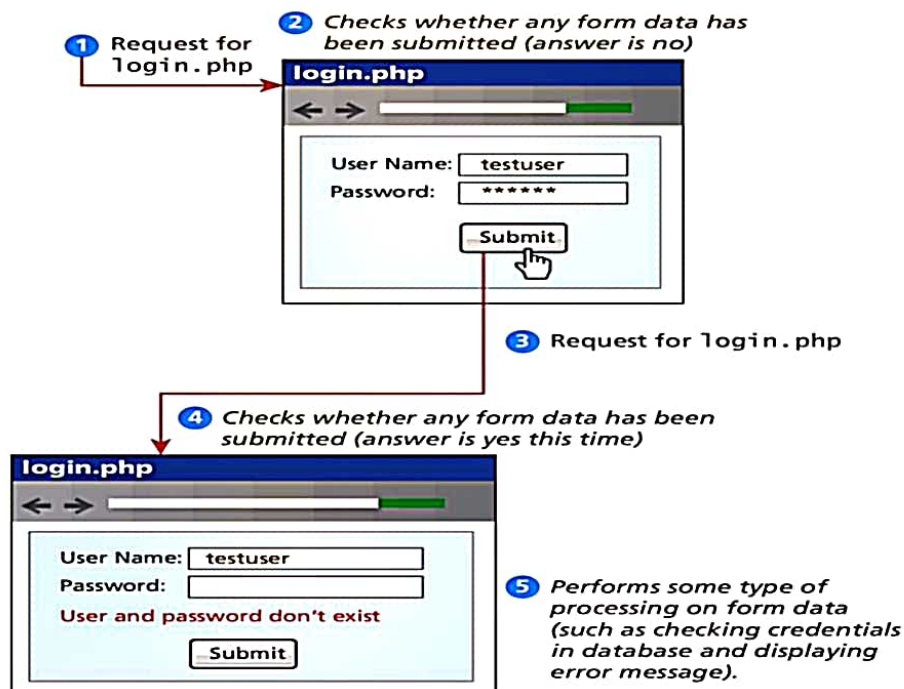 1 Request for
login.php
2 Checks whether any form data has
been submitted (answer is no)
login.php
User Name: testuser
Password: ******
Submit
3 Request for login.php
4 Checks whether any form data has been
submitted (answer is yes this time)
login.php
User Name: testuser
Password:
User and password don't exist
Submit
5 Performs some type of
processing on form data
(such as checking credentials
in database and displaying
error message).